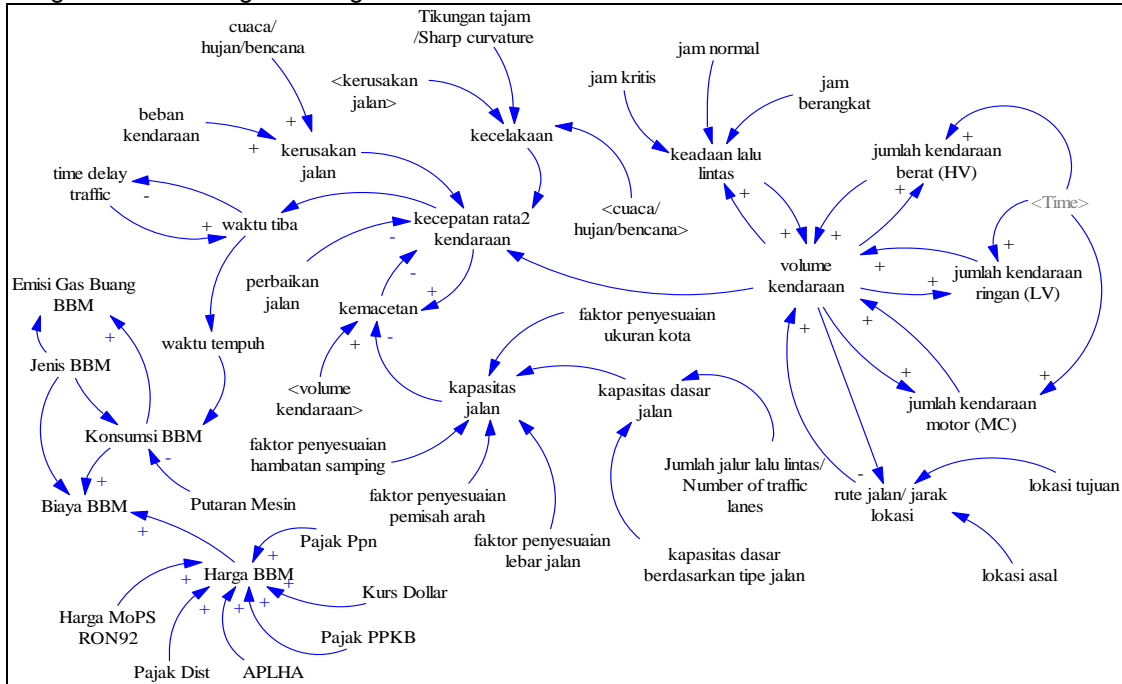 cuaca/
hujan/bencana
Tikungan tajam
/Sharp curvature
jam normal
<kerusakan
jalan>
jam kritis
jam
berangkat
beban
kendaraan
+
+
kerusakan
jalan
kecelakaan
keadaan lalu
lintas
+
jumlah kendaraan
berat (HV)
time delay
traffic
-
+
waktu tiba
kecepatan rata2
kendaraan
<cuaca/
hujan/bencana>
+
+
+
+
<Time>
+
volume
kendaraan
+
+
jumlah kendaraan
ringan (LV)
perbaikan
jalan
-
-
+
kemacetan
Emisi Gas Buang
BBM
+
waktu tempuh
+
-
faktor penyesuaian
ukuran kota
+
+
Jenis BBM
<volume
kendaraan>
kapasitas
jalan
kapasitas dasar
jalan
+
+
jumlah kendaraan
motor (MC)
Konsumsi BBM
-
faktor penyesuaian
hambatan samping
Jumlah jalur lalu lintas/
Number of traffic
lanes
-
rute jalan/ jarak
lokasi
lokasi tujuan
+
Biaya BBM
Putaran Mesin
faktor penyesuaian
pemisah arah
+
Pajak Ppn
faktor penyesuaian
lebar jalan
kapasitas dasar
berdasarkan tipe jalan
lokasi asal
+
+
Harga BBM
+
+
+
+
+
Kurs Dollar
Harga MoPS
RON92
Pajak PPKB
Pajak Dist
APLHA